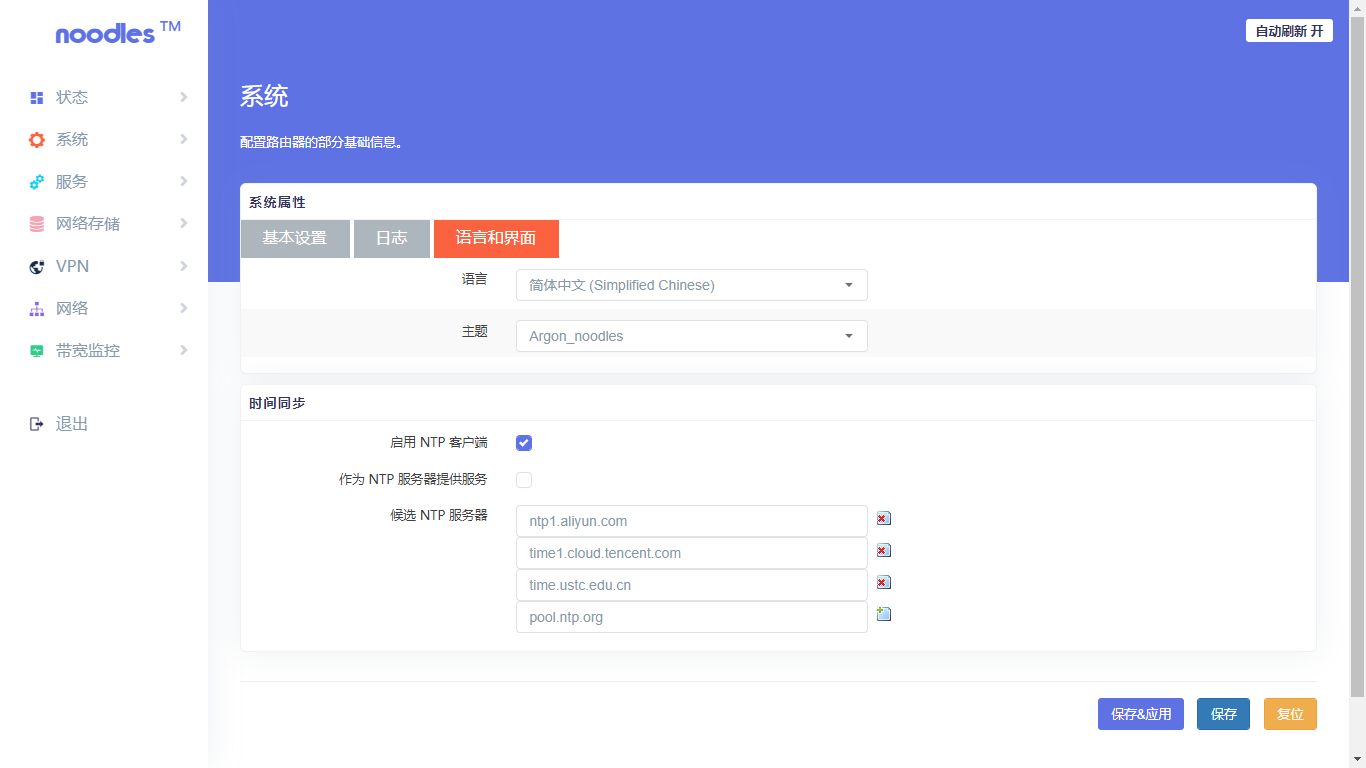 noodles™
自动刷新 开
状态
系统
服务
网络存储
VPN
网络
带宽监控
退出
系统
配置路由器的部分基础信息。
系统属性
基本设置 日志 语言和界面
语言 简体中文 (Simplified Chinese)
主题 Argon_noodles
时间同步
启用 NTP 客户端
作为 NTP 服务器提供服务
候选 NTP 服务器 ntp1.aliyun.com
time1.cloud.tencent.com
time.ustc.edu.cn
pool.ntp.org
保存&应用 保存 复位